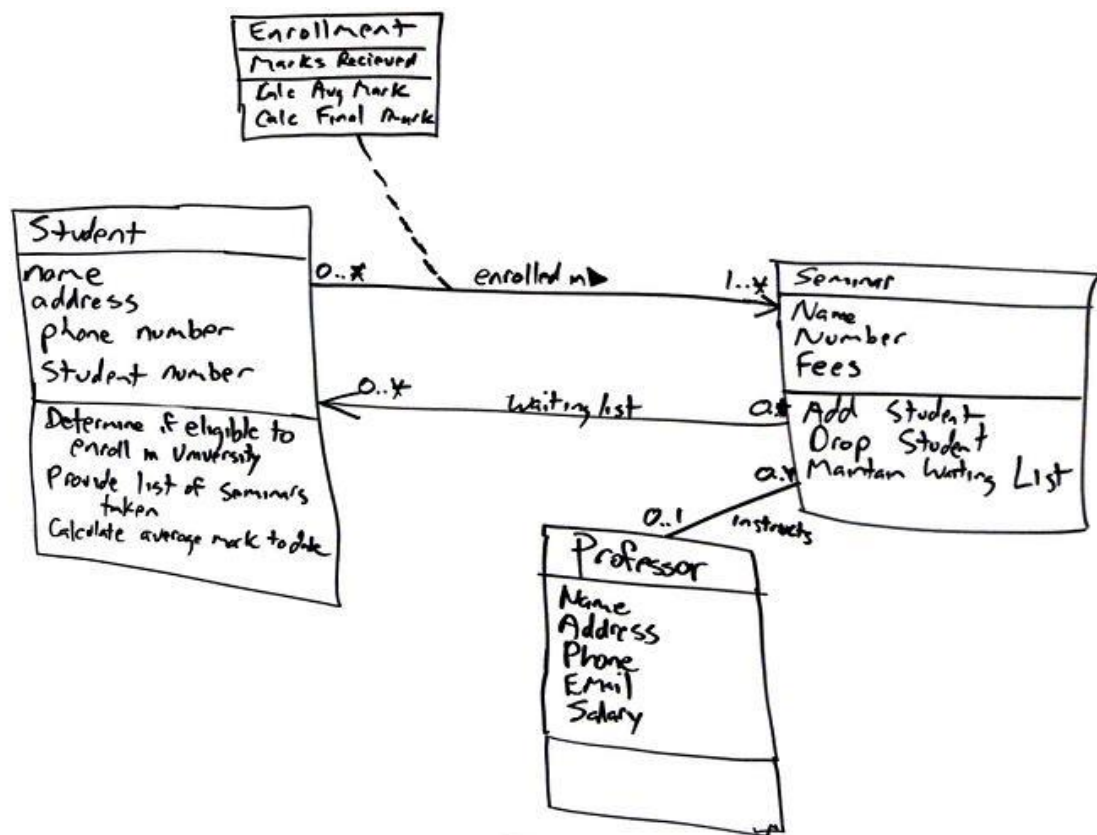 Enrollment
Marks Recieved
Calc Avg Mark
Calc Final Mark
Student
name
address
phone number
Student number
Determine if eligible to
enroll in University
Provide list of seminars
taken
Calculate average mark to date
0..*
enrolled in
1..*
Seminar
Name
Number
Fees
Add Student
Drop Student
Maintan Waiting List
0..*
Waiting list
0..*
0..*
instructs
0..1
Professor
Name
Address
Phone
Email
Salary